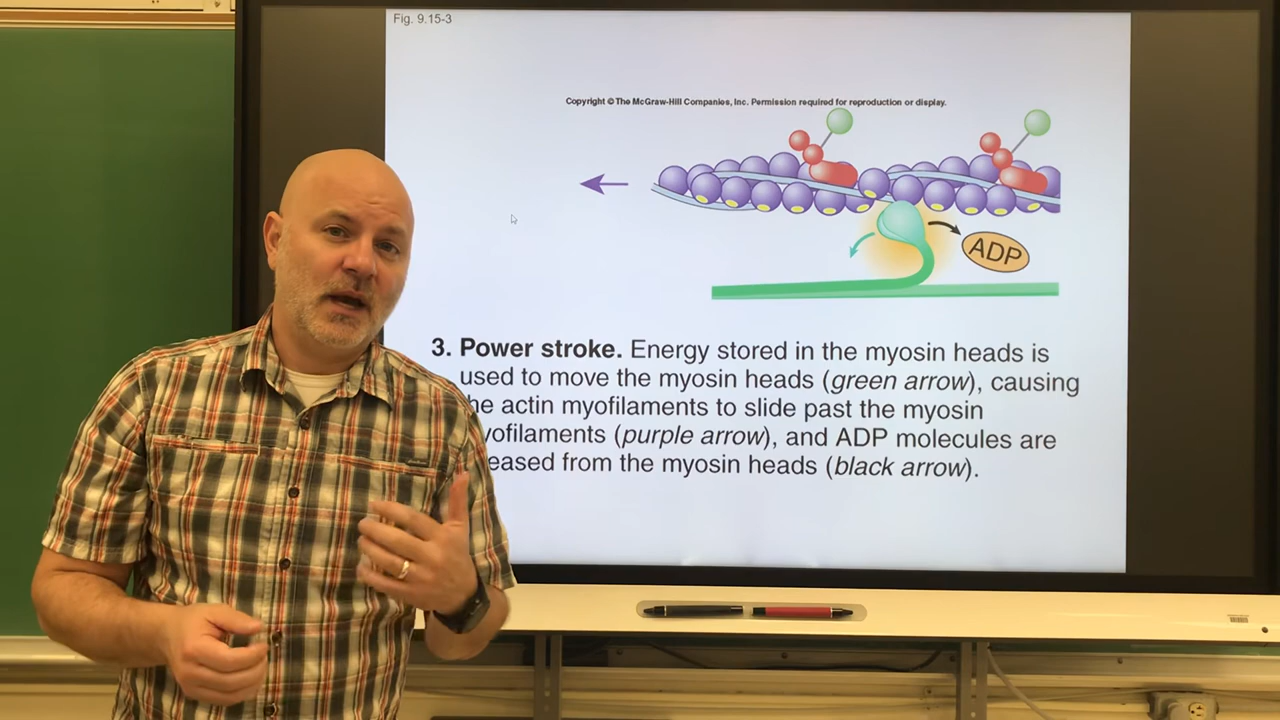 Fig. 9.15-3
Copyright © The McGraw-Hill Companies, Inc. Permission required for reproduction or display.
ADP
3. Power stroke. Energy stored in the myosin heads is
used to move the myosin heads (green arrow), causing
he actin myofilaments to slide past the myosin
yofilaments (purple arrow), and ADP molecules are
eased from the myosin heads (black arrow).